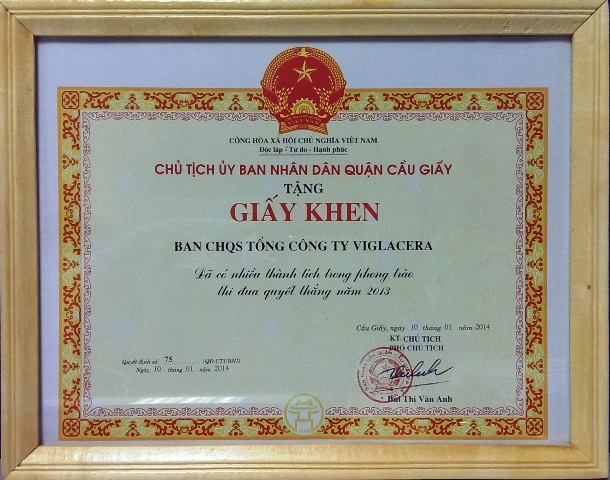 CỘNG HÒA XÃ HỘI CHỦ NGHĨA VIỆT NAM
Độc lập - Tự do - Hạnh phúc
CHỦ TỊCH ỦY BAN NHÂN DÂN QUẬN CẦU GIẤY
TẶNG
GIẤY KHEN
BAN CHQS TỔNG CÔNG TY VIGLACERA
Đã có nhiều thành tích trong phong trào
thi đua quyết thắng năm 2013
Cầu Giấy, ngày 10 tháng 01 năm 2014
KT. CHỦ TỊCH
PHÓ CHỦ TỊCH
Quyết định số: 75 /QĐ-CTUBND
Ngày 10 tháng 01 năm 2014
Bùi Thị Vân Anh